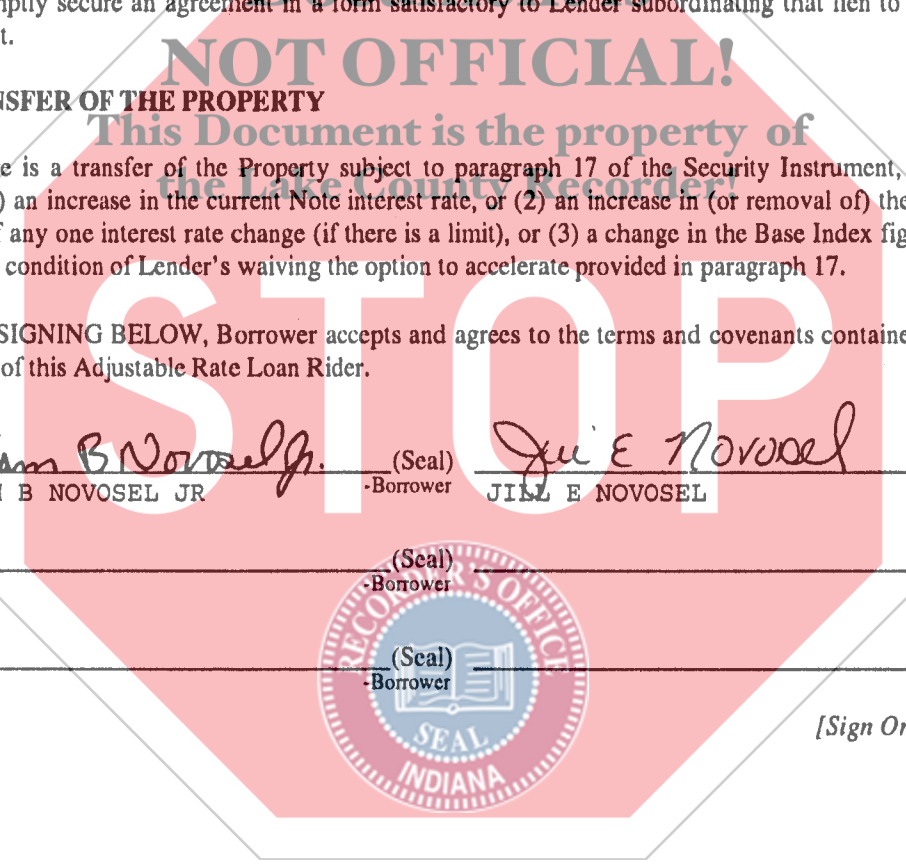 mptly secure an agreement in a form satisfactory to Lender subordinating that lien to
t.
NOT OFFICIAL!
NSFER OF THE PROPERTY
This Document is the property of
the Lake County Recorder!
e is a transfer of the Property subject to paragraph 17 of the Security Instrument,
) an increase in the current Note interest rate, or (2) an increase in (or removal of) the
f any one interest rate change (if there is a limit), or (3) a change in the Base Index fig
condition of Lender's waiving the option to accelerate provided in paragraph 17.
STOP
SIGNING BELOW, Borrower accepts and agrees to the terms and covenants containe
of this Adjustable Rate Loan Rider.
am B Novosel Jr. (Seal) Jill E Novosel
B NOVOSEL JR -Borrower JILL E NOVOSEL
(Seal)
-Borrower
(Seal)
-Borrower
RECORDER'S OFFICE
SEAL
INDIANA
[Sign Or